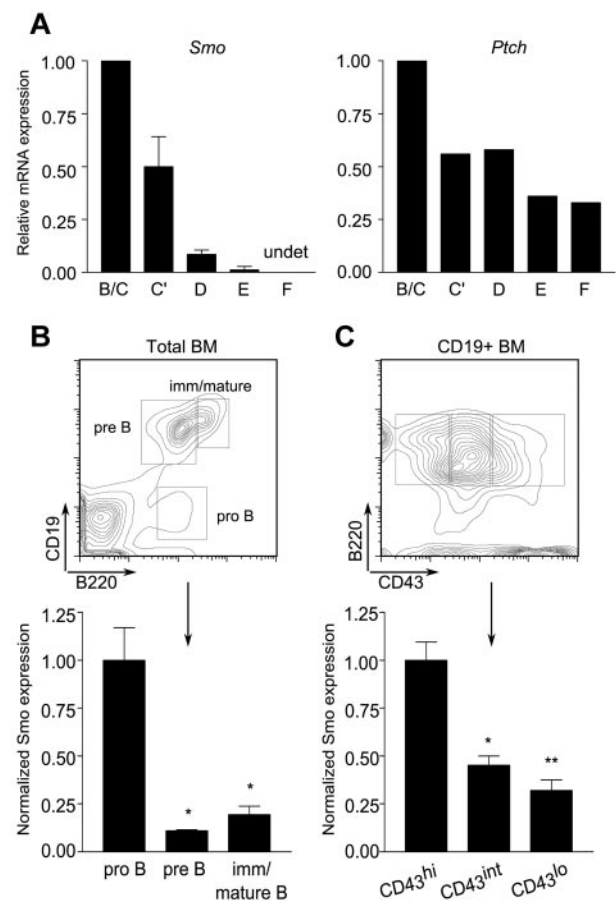 A
Smo
Ptch
Relative mRNA expression
1.00
0.75
0.50
0.25
0.00
undet
B/C C' D E F
1.00
0.75
0.50
0.25
0.00
B/C C' D E F
B
Total BM
imm/mature
pre B
pro B
CD19
B220
C
CD19+ BM
B220
CD43
Normalized Smo expression
1.25
1.00
0.75
0.50
0.25
0.00
*
*
pro B pre B imm/
mature B
Normalized Smo expression
1.25
1.00
0.75
0.50
0.25
0.00
*
**
CD43hi CD43int CD43lo